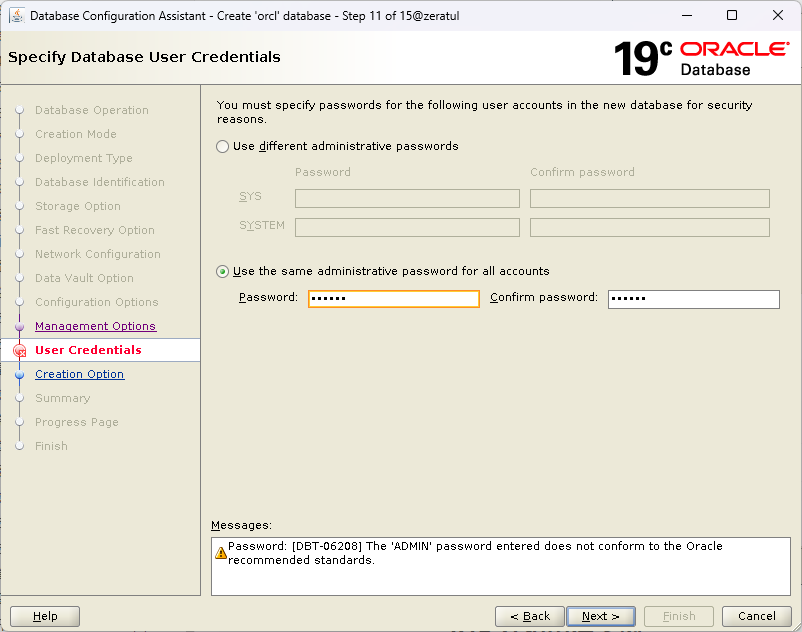 Database Configuration Assistant - Create 'orcl' database - Step 11 of 15@zeratul
Specify Database User Credentials
19c ORACLE
Database
Database Operation
Creation Mode
Deployment Type
Database Identification
Storage Option
Fast Recovery Option
Network Configuration
Data Vault Option
Configuration Options
Management Options
User Credentials
Creation Option
Summary
Progress Page
Finish
You must specify passwords for the following user accounts in the new database for security
reasons.
Use different administrative passwords
Password Confirm password
SYS
SYSTEM
Use the same administrative password for all accounts
Password: •••••• Confirm password: ••••••
Messages:
Password: [DBT-06208] The 'ADMIN' password entered does not conform to the Oracle
recommended standards.
Help < Back Next > Finish Cancel